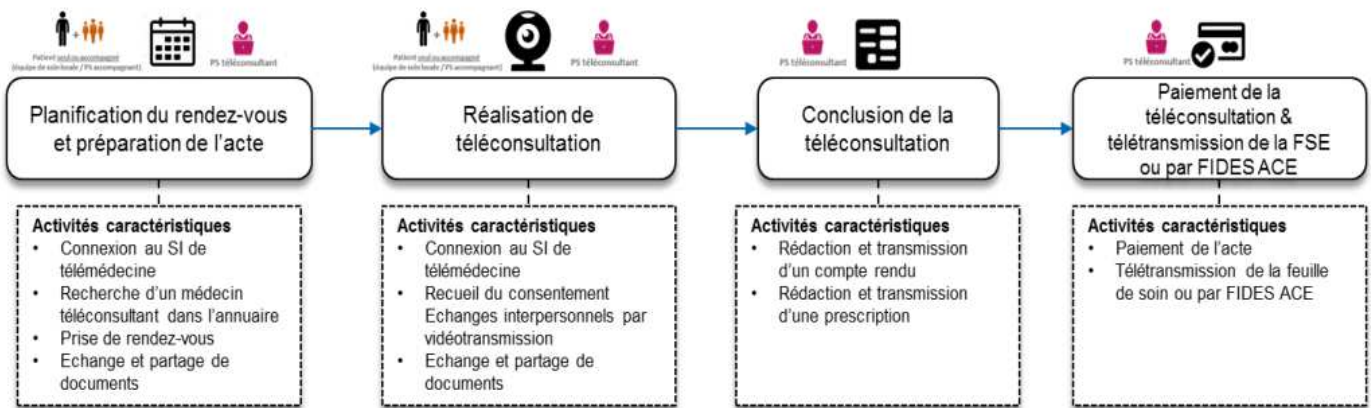 Patient seul ou accompagné
(équipe de soin locale / PS accompagnant)
PS téléconsultant
Planification du rendez-vous
et préparation de l'acte
Activités caractéristiques
• Connexion au SI de
télémédecine
• Recherche d'un médecin
téléconsultant dans l'annuaire
• Prise de rendez-vous
• Echange et partage de
documents
Patient seul ou accompagné
(équipe de soin locale / PS accompagnant)
PS téléconsultant
Réalisation de
téléconsultation
Activités caractéristiques
• Connexion au SI de
télémédecine
• Recueil du consentement
Echanges interpersonnels par
vidéotransmission
• Echange et partage de
documents
PS téléconsultant
Conclusion de la
téléconsultation
Activités caractéristiques
• Rédaction et transmission
d'un compte rendu
• Rédaction et transmission
d'une prescription
PS téléconsultant
Paiement de la
téléconsultation &
télétransmission de la FSE
ou par FIDES ACE
Activités caractéristiques
• Paiement de l'acte
• Télétransmission de la feuille
de soin ou par FIDES ACE